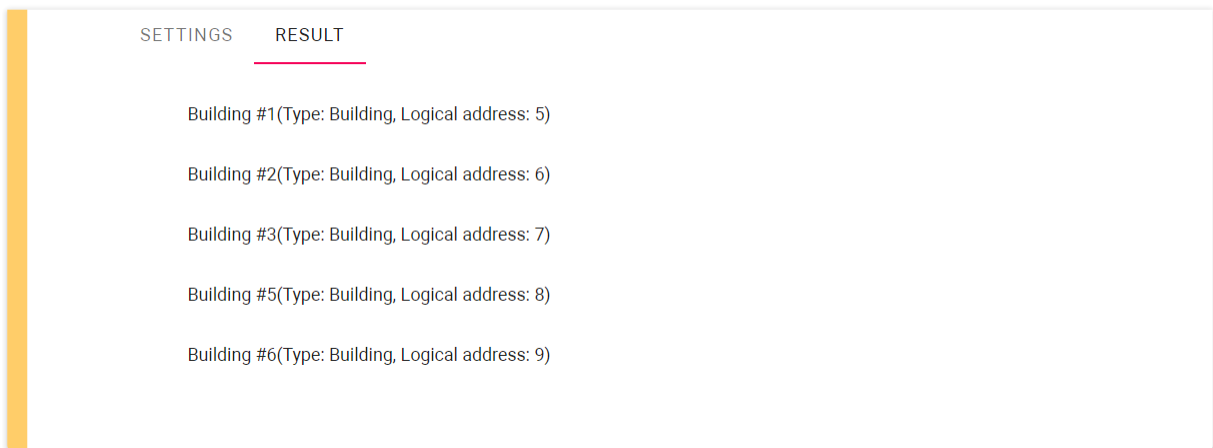 SETTINGS RESULT
Building #1(Type: Building, Logical address: 5)
Building #2(Type: Building, Logical address: 6)
Building #3(Type: Building, Logical address: 7)
Building #5(Type: Building, Logical address: 8)
Building #6(Type: Building, Logical address: 9)